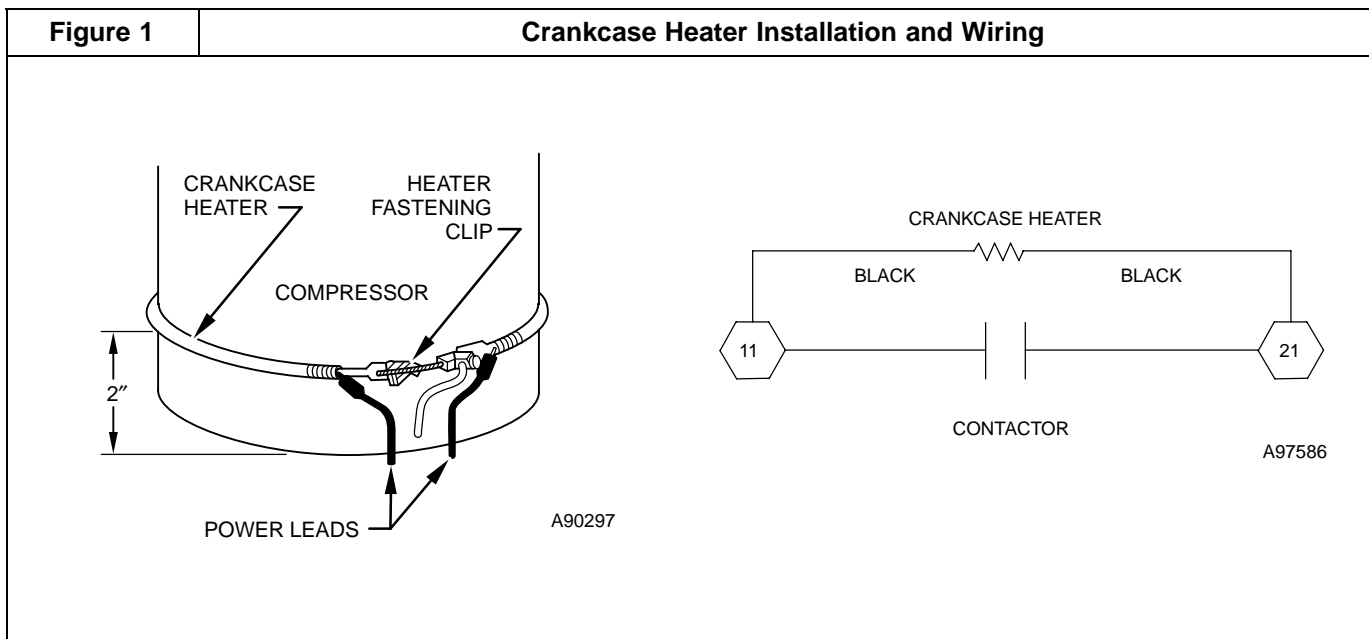 Figure 1
Crankcase Heater Installation and Wiring
CRANKCASE
HEATER
HEATER
FASTENING
CLIP
COMPRESSOR
2″
POWER LEADS
A90297
CRANKCASE HEATER
BLACK
BLACK
11
21
CONTACTOR
A97586